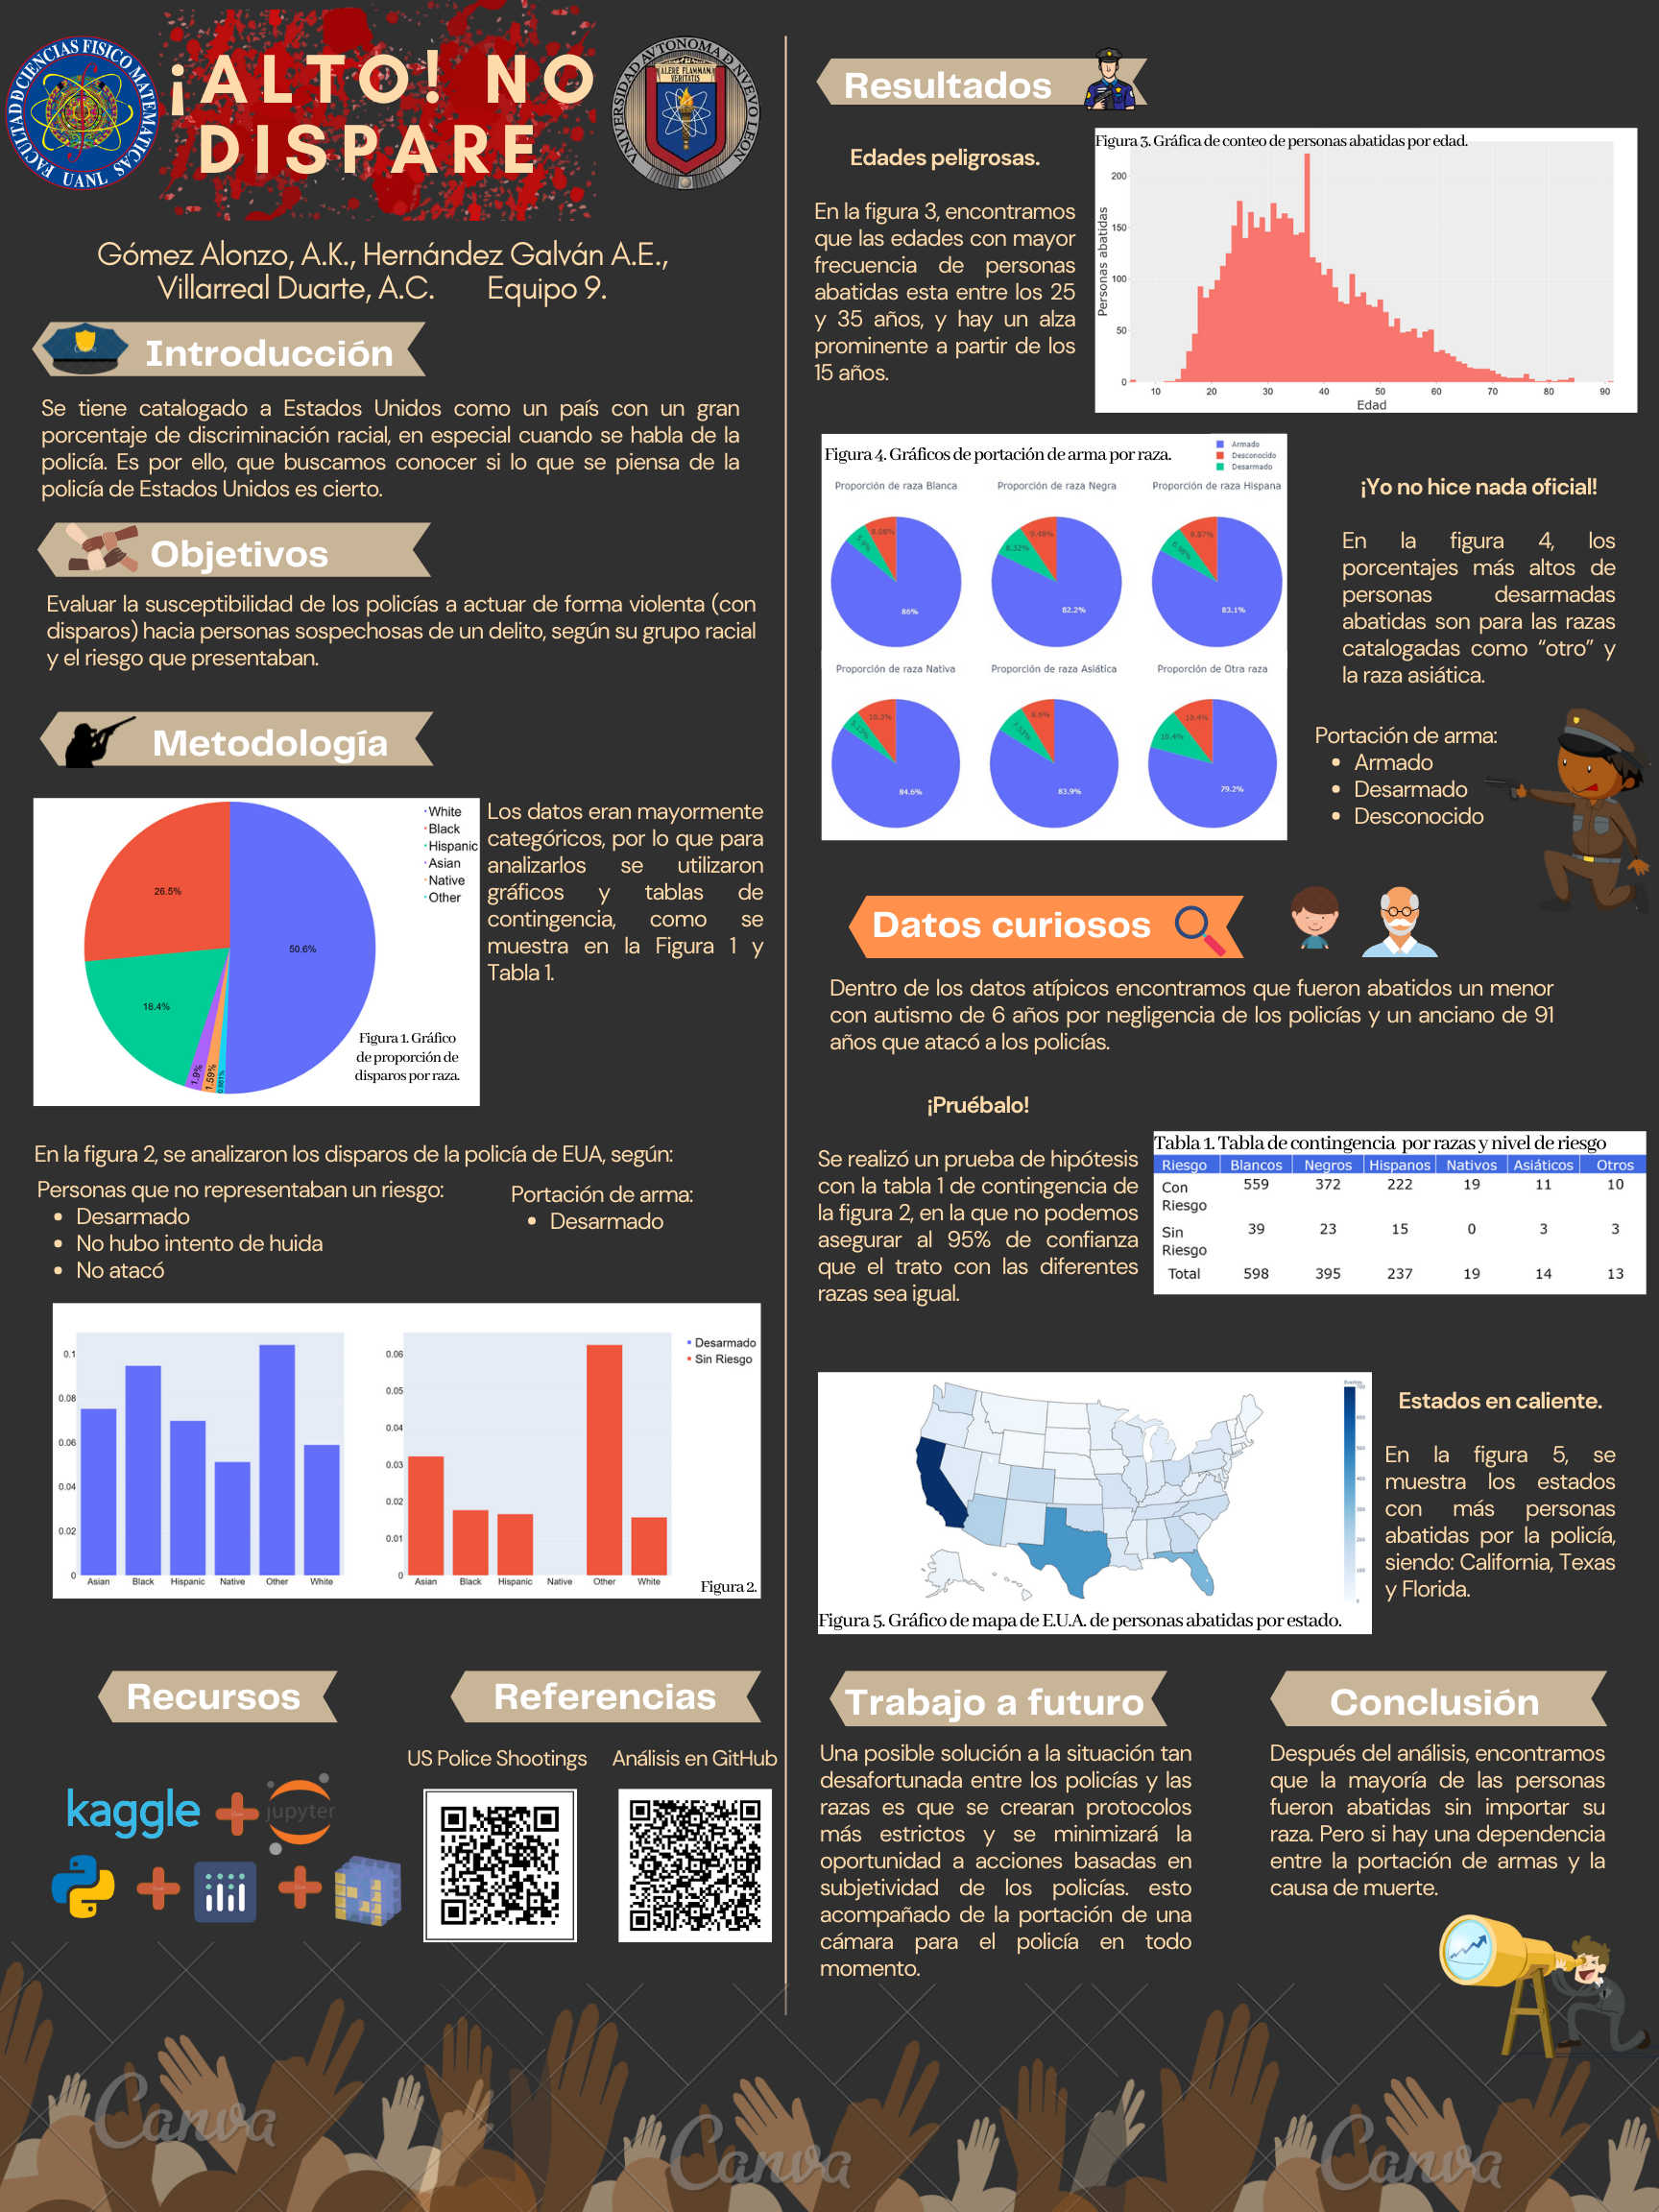 ¡ALTO! NO
DISPARE
FACULTAD DE CIENCIAS FISICO MATEMATICAS
UANL
UNIVERSIDAD AVTONOMA D NVEVO LEON
ALERE FLAMMAM
VERITATIS
Gómez Alonzo, A.K., Hernández Galván A.E.,
Villarreal Duarte, A.C. Equipo 9.
Introducción
Se tiene catalogado a Estados Unidos como un país con un gran
porcentaje de discriminación racial, en especial cuando se habla de la
policía. Es por ello, que buscamos conocer si lo que se piensa de la
policía de Estados Unidos es cierto.
Objetivos
Evaluar la susceptibilidad de los policías a actuar de forma violenta (con
disparos) hacia personas sospechosas de un delito, según su grupo racial
y el riesgo que presentaban.
Metodología
White
Black
Hispanic
Asian
Native
Other
26.5%
50.6%
18.4%
1.9%
1.59%
0.981%
Figura 1. Gráfico
de proporción de
disparos por raza.
Los datos eran mayormente
categóricos, por lo que para
analizarlos se utilizaron
gráficos y tablas de
contingencia, como se
muestra en la Figura 1 y
Tabla 1.
En la figura 2, se analizaron los disparos de la policía de EUA, según:
Personas que no representaban un riesgo:
Desarmado
No hubo intento de huida
No atacó
Portación de arma:
Desarmado
0.1
0.08
0.06
0.04
0.02
0
Asian Black Hispanic Native Other White
0.06
0.05
0.04
0.03
0.02
0.01
0
Asian Black Hispanic Native Other White
Desarmado
Sin Riesgo
Figura 2.
Recursos
kaggle
jupyter
Referencias
US Police Shootings
Análisis en GitHub
Resultados
Edades peligrosas.
En la figura 3, encontramos
que las edades con mayor
frecuencia de personas
abatidas esta entre los 25
y 35 años, y hay un alza
prominente a partir de los
15 años.
Figura 3. Gráfica de conteo de personas abatidas por edad.
Personas abatidas
200
150
100
50
0
10 20 30 40 50 60 70 80 90
Edad
Figura 4. Gráficos de portación de arma por raza.
Armado
Desconocido
Desarmado
Proporción de raza Blanca Proporción de raza Negra Proporción de raza Hispana
8.08%
5.9%
86%
9.48%
8.32%
82.2%
9.87%
6.98%
83.1%
Proporción de raza Nativa Proporción de raza Asiática Proporción de Otra raza
10.3%
5.13%
84.6%
8.6%
7.53%
83.9%
10.4%
10.4%
79.2%
¡Yo no hice nada oficial!
En la figura 4, los
porcentajes más altos de
personas desarmadas
abatidas son para las razas
catalogadas como “otro” y
la raza asiática.
Portación de arma:
Armado
Desarmado
Desconocido
Datos curiosos
Dentro de los datos atípicos encontramos que fueron abatidos un menor
con autismo de 6 años por negligencia de los policías y un anciano de 91
años que atacó a los policías.
¡Pruébalo!
Se realizó un prueba de hipótesis
con la tabla 1 de contingencia de
la figura 2, en la que no podemos
asegurar al 95% de confianza
que el trato con las diferentes
razas sea igual.
Tabla 1. Tabla de contingencia por razas y nivel de riesgo
Riesgo Blancos Negros Hispanos Nativos Asiáticos Otros
Con Riesgo 559 372 222 19 11 10
Sin Riesgo 39 23 15 0 3 3
Total 598 395 237 19 14 13
Eventos
700
600
500
400
300
200
100
0
Figura 5. Gráfico de mapa de E.U.A. de personas abatidas por estado.
Estados en caliente.
En la figura 5, se
muestra los estados
con más personas
abatidas por la policía,
siendo: California, Texas
y Florida.
Trabajo a futuro
Una posible solución a la situación tan
desafortunada entre los policías y las
razas es que se crearan protocolos
más estrictos y se minimizará la
oportunidad a acciones basadas en
subjetividad de los policías. esto
acompañado de la portación de una
cámara para el policía en todo
momento.
Conclusión
Después del análisis, encontramos
que la mayoría de las personas
fueron abatidas sin importar su
raza. Pero si hay una dependencia
entre la portación de armas y la
causa de muerte.
Canva
Canva
Canva